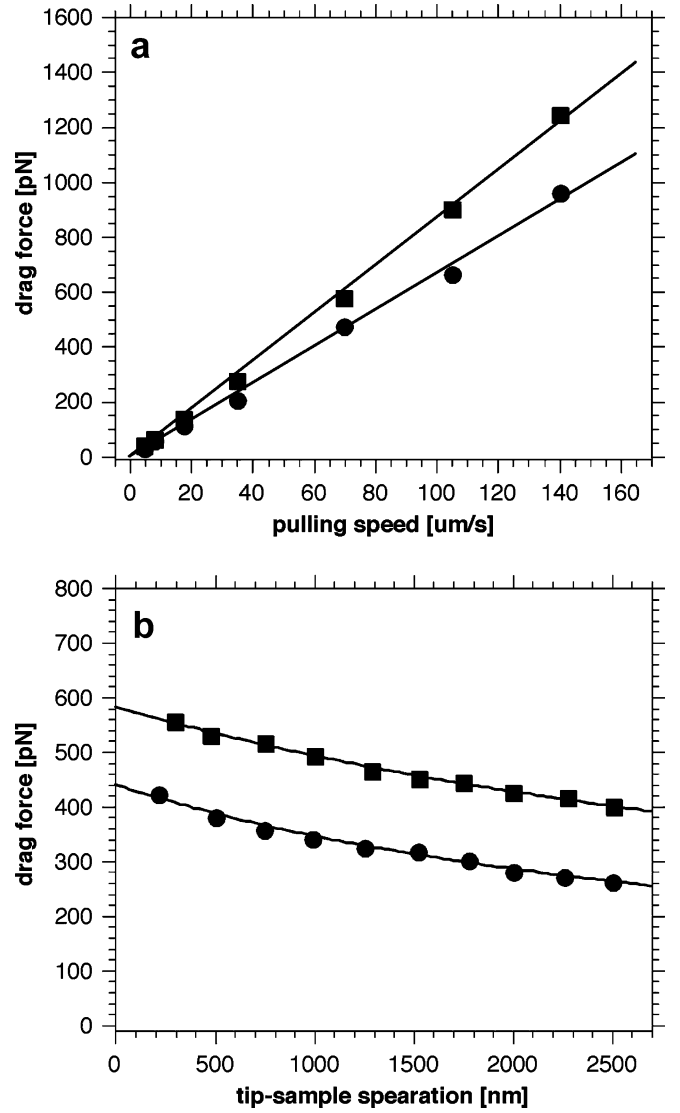 a
1600
1400
1200
1000
800
600
400
200
0
drag force [pN]
0 20 40 60 80 100 120 140 160
pulling speed [um/s]
b
800
700
600
500
400
300
200
100
0
drag force [pN]
0 500 1000 1500 2000 2500
tip-sample spearation [nm]